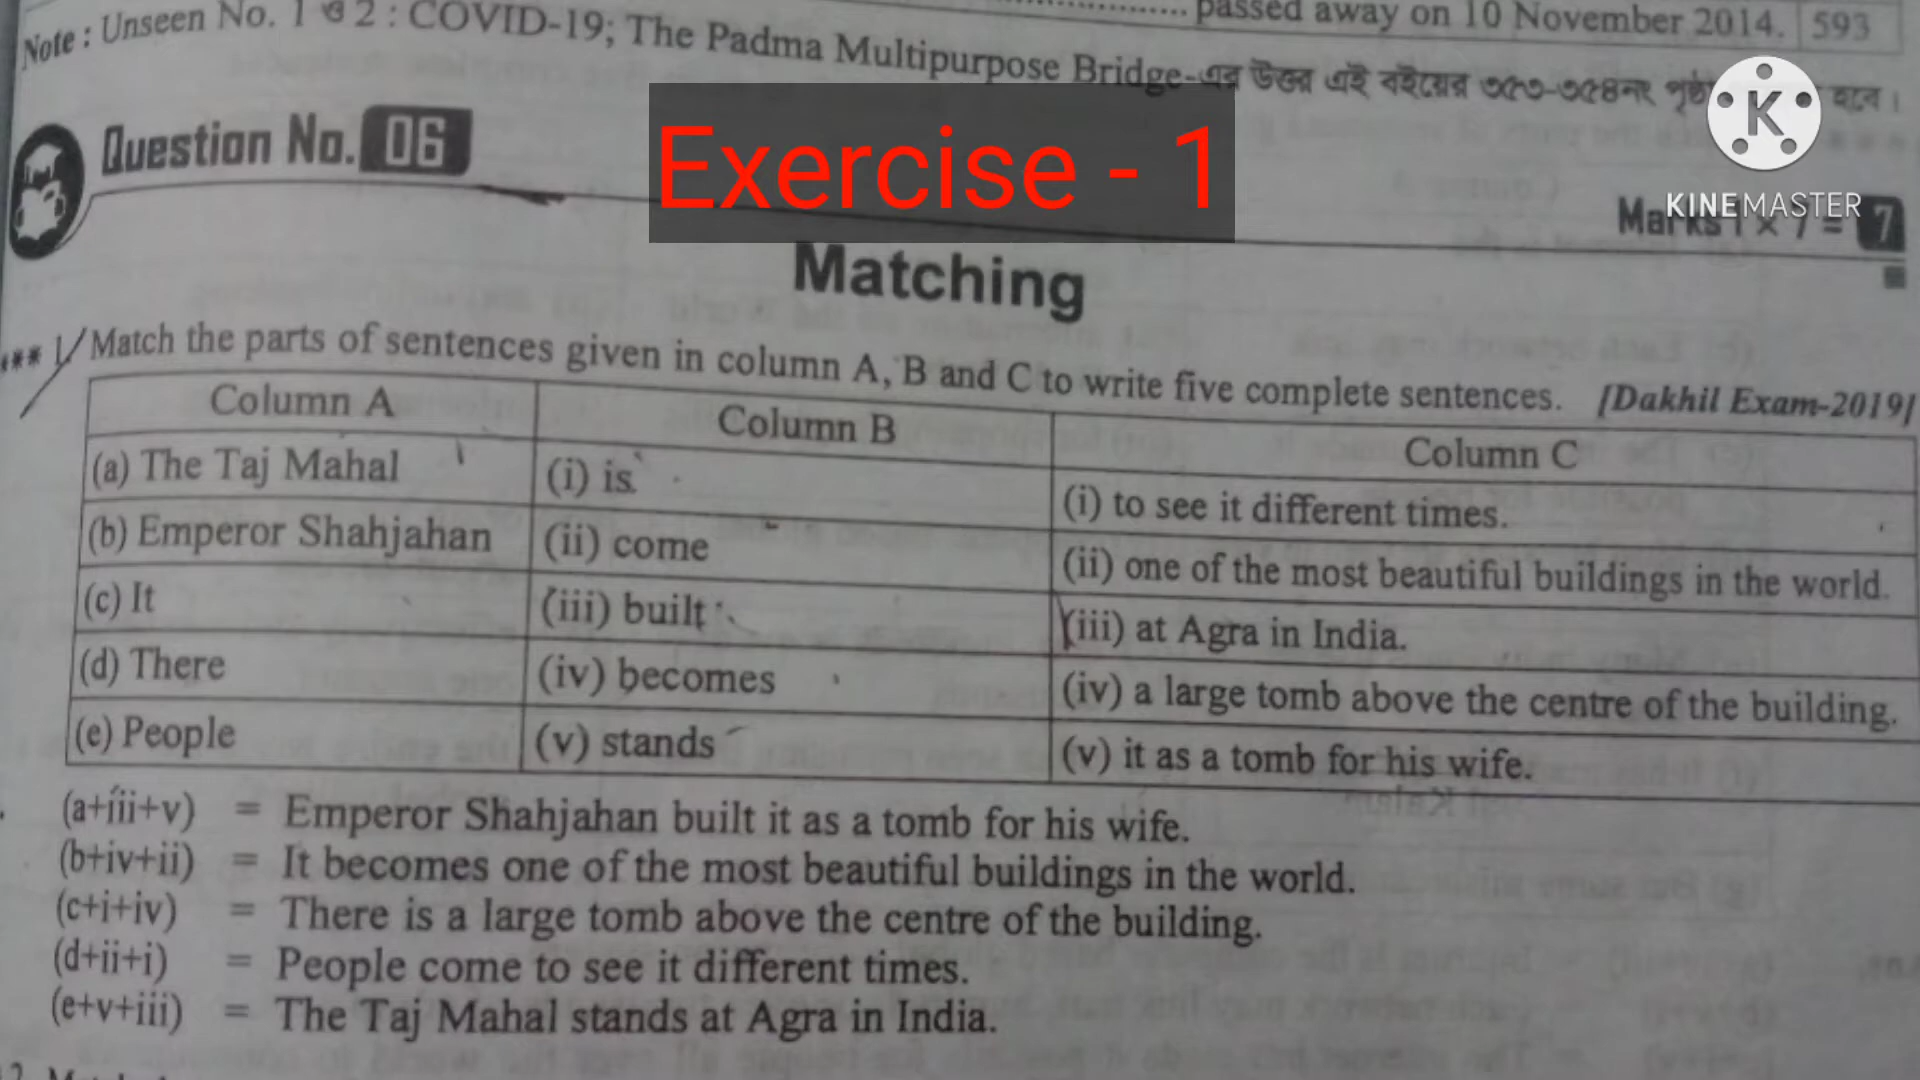 passed away on 10 November 2014. 593
Note : Unseen No. 1 ও 2 : COVID-19; The Padma Multipurpose Bridge-এর উত্তর এই বইয়ের ৩৫৩-৩৫৪নং হবে।
Question No. 06
Exercise - 1
K
KINEMASTER
Marks 1 × 7 = 7
Matching
*** 1/ Match the parts of sentences given in column A, B and C to write five complete sentences. [Dakhil Exam-2019]
Column A Column B Column C
(a) The Taj Mahal (i) is (i) to see it different times.
(b) Emperor Shahjahan (ii) come (ii) one of the most beautiful buildings in the world.
(c) It (iii) built (iii) at Agra in India.
(d) There (iv) becomes (iv) a large tomb above the centre of the building.
(e) People (v) stands (v) it as a tomb for his wife.
(a+iii+v) = Emperor Shahjahan built it as a tomb for his wife.
(b+iv+ii) = It becomes one of the most beautiful buildings in the world.
(c+i+iv) = There is a large tomb above the centre of the building.
(d+ii+i) = People come to see it different times.
(e+v+iii) = The Taj Mahal stands at Agra in India.